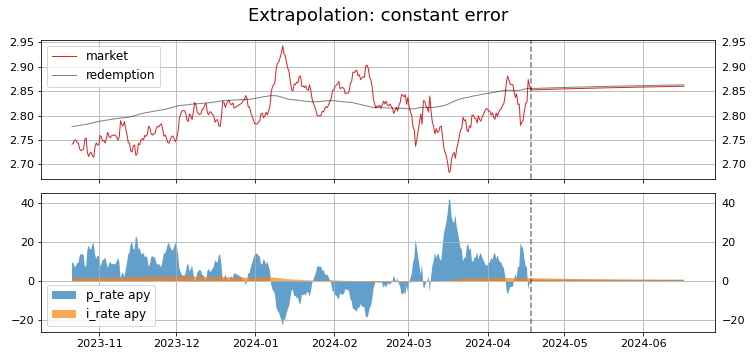 Extrapolation: constant error
2.95 2.95
market
2.90 2.90
redemption
2.85 2.85
2.80 2.80
2.75 2.75
2.70 2.70
40 40
20 20
0 0
p_rate apy
i_rate apy
−20 −20
2023-11 2023-12 2024-01 2024-02 2024-03 2024-04 2024-05 2024-06